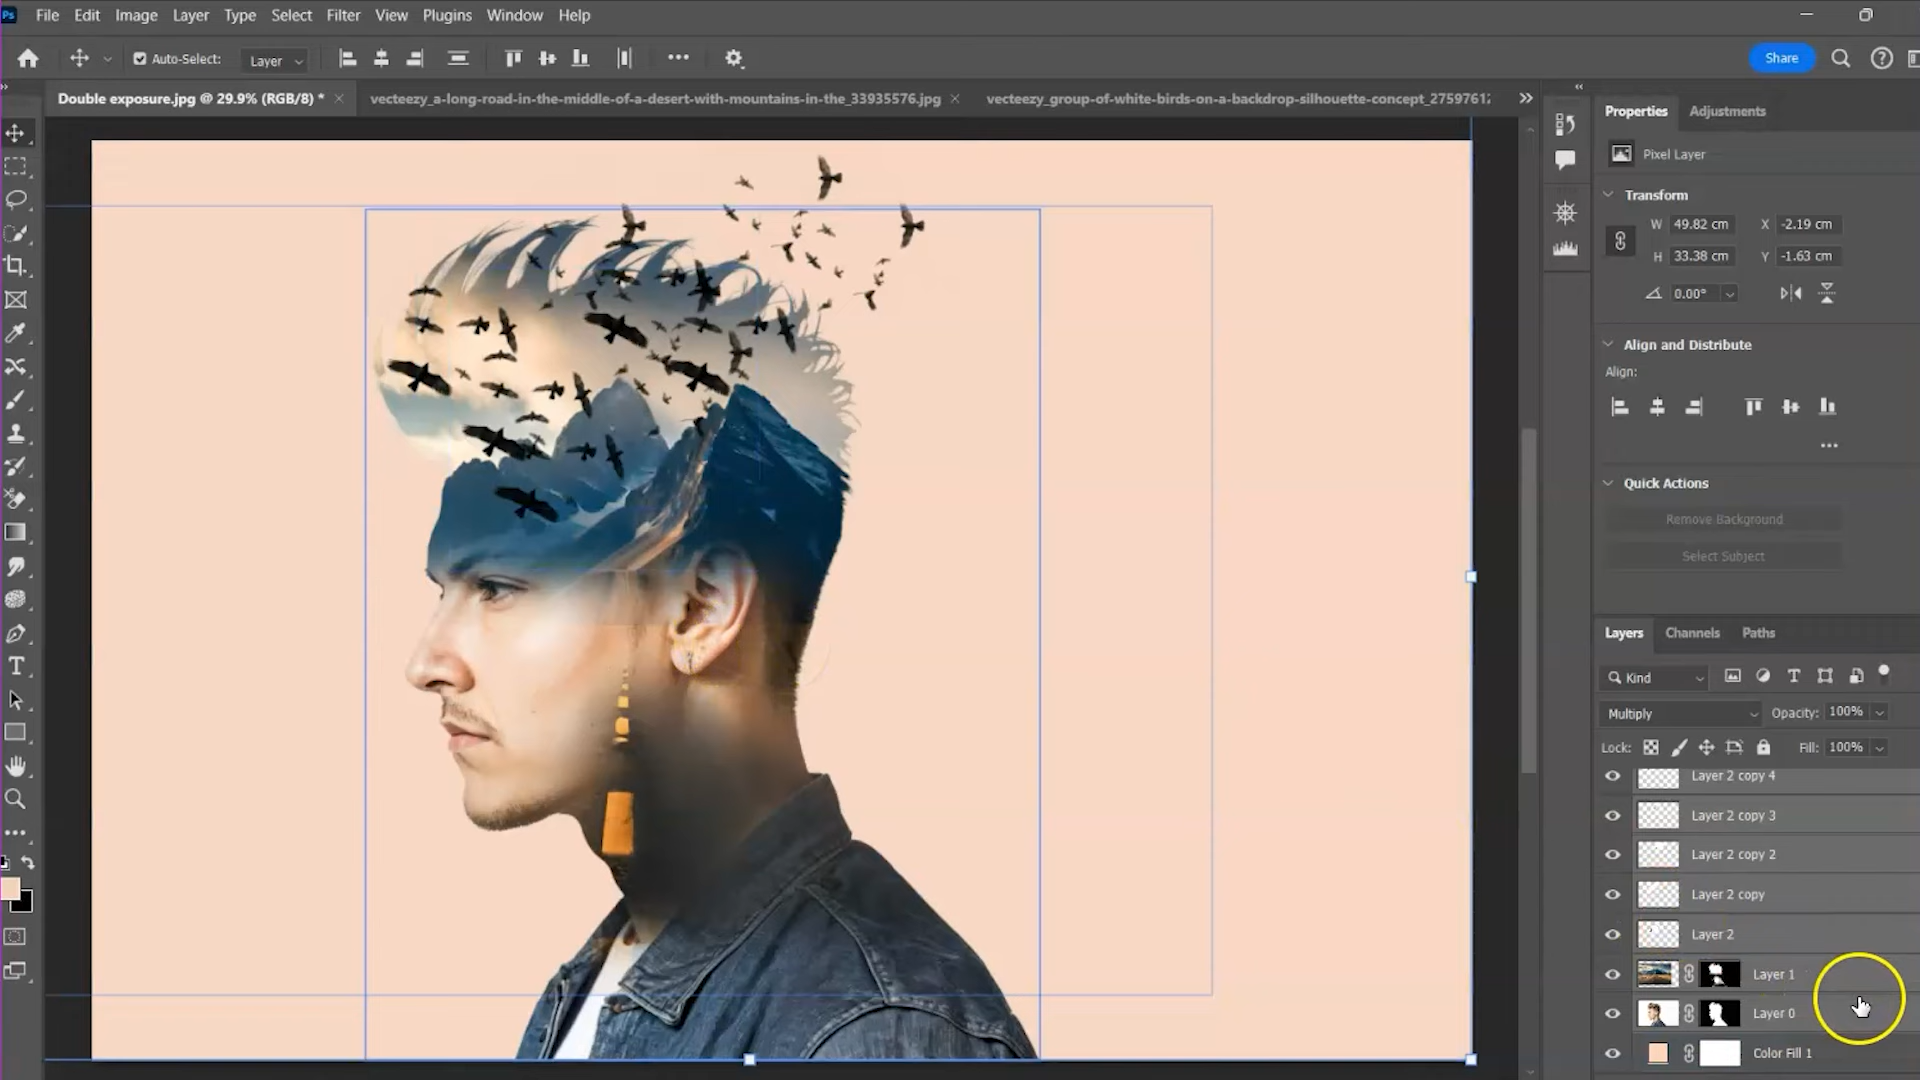 Ps File Edit Image Layer Type Select Filter View Plugins Window Help
Auto-Select: Layer Share
Double exposure.jpg @ 29.9% (RGB/8) * vecteezy_a-long-road-in-the-middle-of-a-desert-with-mountains-in-the_33935576.jpg vecteezy_group-of-white-birds-on-a-backdrop-silhouette-concept_2759761
Properties Adjustments
Pixel Layer
Transform
W 49.82 cm X -2.19 cm
H 33.38 cm Y -1.63 cm
0.00°
Align and Distribute
Align:
Quick Actions
Remove Background
Select Subject
Layers Channels Paths
Kind
Multiply Opacity: 100%
Lock: Fill: 100%
Layer 2 copy 4
Layer 2 copy 3
Layer 2 copy 2
Layer 2 copy
Layer 2
Layer 1
Layer 0
Color Fill 1